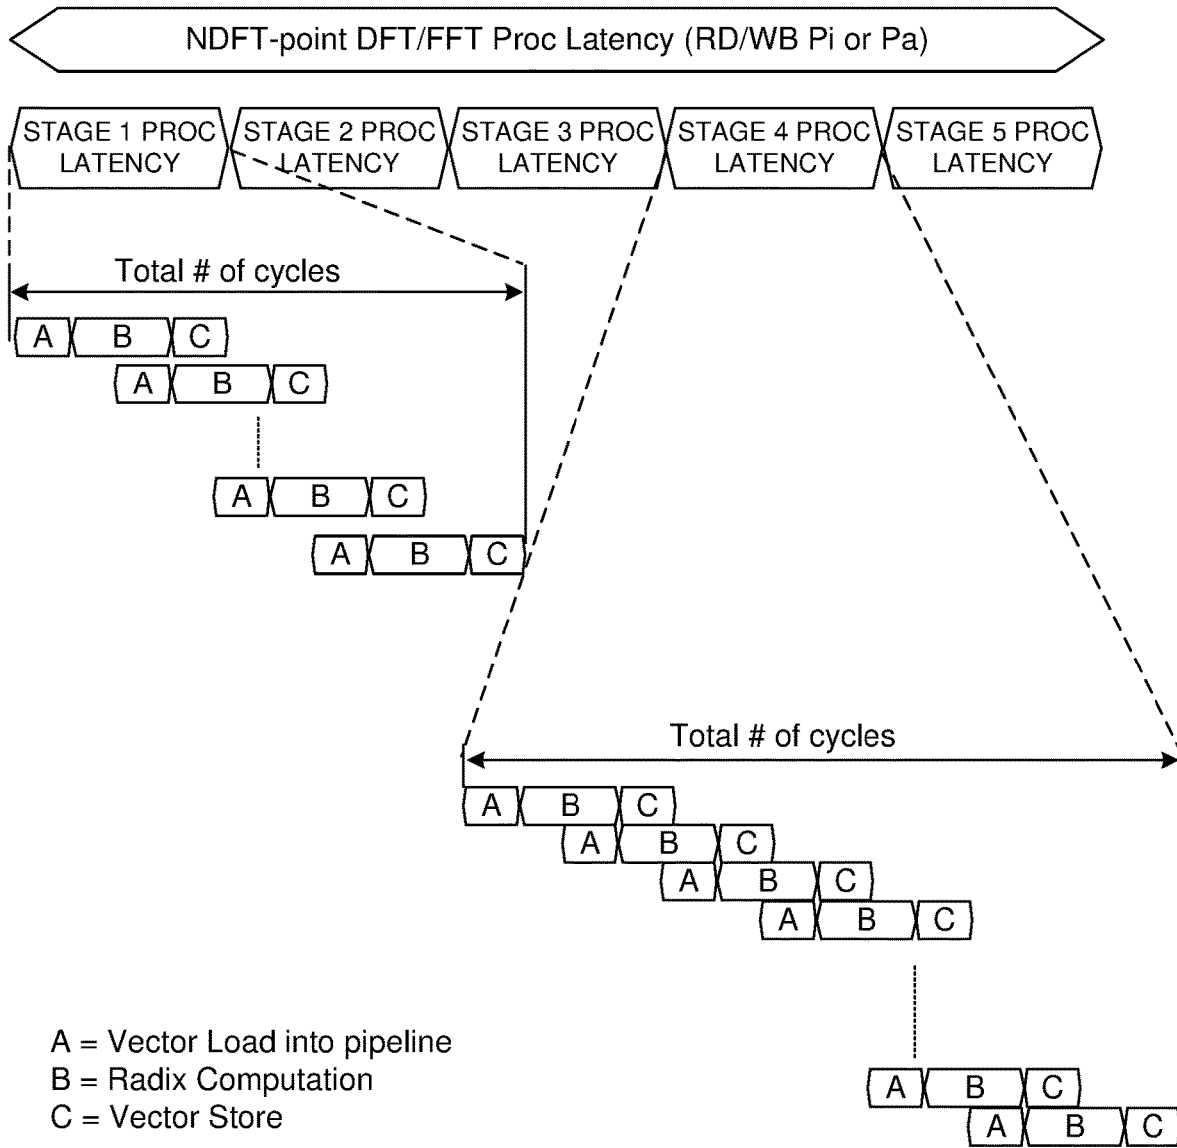 NDFT-point DFT/FFT Proc Latency (RD/WB Pi or Pa)
STAGE 1 PROC LATENCY
STAGE 2 PROC LATENCY
STAGE 3 PROC LATENCY
STAGE 4 PROC LATENCY
STAGE 5 PROC LATENCY
Total # of cycles
A B C
A B C
A B C
A B C
Total # of cycles
A B C
A B C
A B C
A B C
A B C
A B C
A = Vector Load into pipeline
B = Radix Computation
C = Vector Store